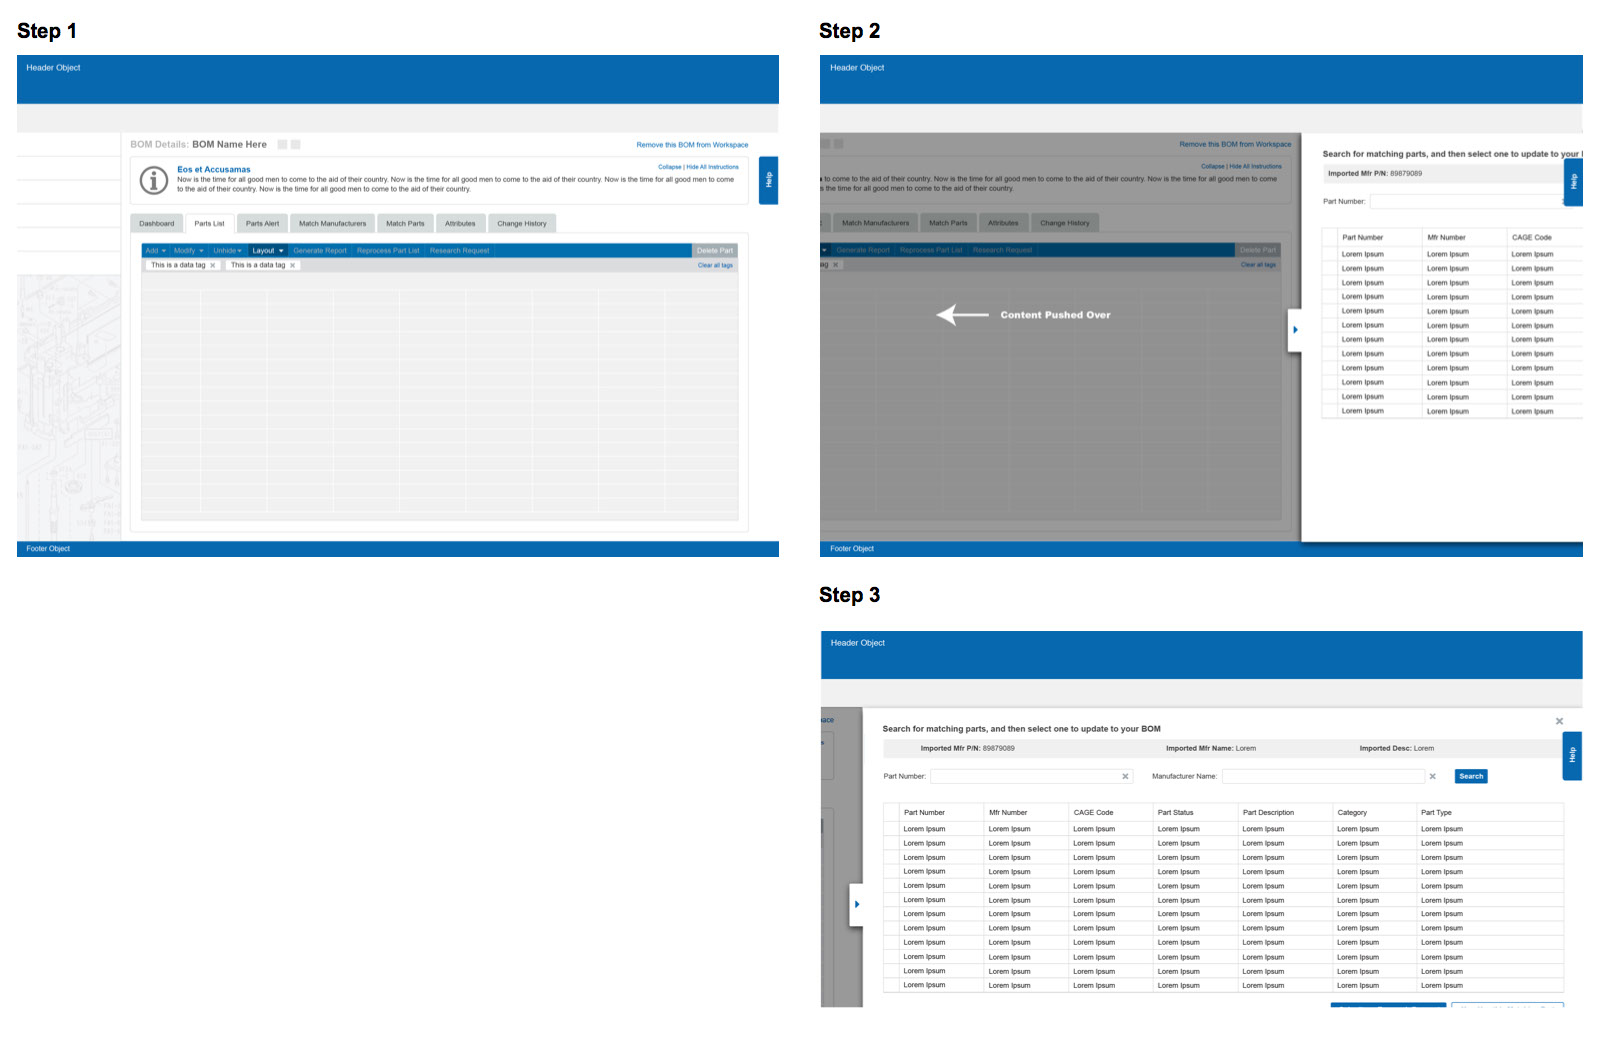 Step 1
Header Object
BOM Details: BOM Name Here
Remove this BOM from Workspace
Eos et Accusamas
Collapse | Hide All Instructions
Now is the time for all good men to come to the aid of their country. Now is the time for all good men to come to the aid of their country. Now is the time for all good men to come
to the aid of their country. Now is the time for all good men to come to the aid of their country.
Help
Dashboard Parts List Parts Alert Match Manufacturers Match Parts Attributes Change History
Add Modify Unhide Layout Generate Report Reprocess Part List Research Request Delete Part
This is a data tag This is a data tag Clear all tags
Footer Object
Step 2
Header Object
Remove this BOM from Workspace
Collapse | Hide All Instructions
to come to the aid of their country. Now is the time for all good men to come to the aid of their country. Now is the time for all good men to come
s the time for all good men to come to the aid of their country.
Match Manufacturers Match Parts Attributes Change History
Generate Report Reprocess Part List Research Request Delete Part
ag Clear all tags
Content Pushed Over
Search for matching parts, and then select one to update to your
Imported Mfr P/N: 89879089
Help
Part Number:
Part Number Mfr Number CAGE Code
Lorem Ipsum Lorem Ipsum Lorem Ipsum
Lorem Ipsum Lorem Ipsum Lorem Ipsum
Lorem Ipsum Lorem Ipsum Lorem Ipsum
Lorem Ipsum Lorem Ipsum Lorem Ipsum
Lorem Ipsum Lorem Ipsum Lorem Ipsum
Lorem Ipsum Lorem Ipsum Lorem Ipsum
Lorem Ipsum Lorem Ipsum Lorem Ipsum
Lorem Ipsum Lorem Ipsum Lorem Ipsum
Lorem Ipsum Lorem Ipsum Lorem Ipsum
Lorem Ipsum Lorem Ipsum Lorem Ipsum
Lorem Ipsum Lorem Ipsum Lorem Ipsum
Lorem Ipsum Lorem Ipsum Lorem Ipsum
Footer Object
Step 3
Header Object
ace
Search for matching parts, and then select one to update to your BOM
Imported Mfr P/N: 89879089 Imported Mfr Name: Lorem Imported Desc: Lorem
Help
Part Number: Manufacturer Name: Search
Part Number Mfr Number CAGE Code Part Status Part Description Category Part Type
Lorem Ipsum Lorem Ipsum Lorem Ipsum Lorem Ipsum Lorem Ipsum Lorem Ipsum Lorem Ipsum
Lorem Ipsum Lorem Ipsum Lorem Ipsum Lorem Ipsum Lorem Ipsum Lorem Ipsum Lorem Ipsum
Lorem Ipsum Lorem Ipsum Lorem Ipsum Lorem Ipsum Lorem Ipsum Lorem Ipsum Lorem Ipsum
Lorem Ipsum Lorem Ipsum Lorem Ipsum Lorem Ipsum Lorem Ipsum Lorem Ipsum Lorem Ipsum
Lorem Ipsum Lorem Ipsum Lorem Ipsum Lorem Ipsum Lorem Ipsum Lorem Ipsum Lorem Ipsum
Lorem Ipsum Lorem Ipsum Lorem Ipsum Lorem Ipsum Lorem Ipsum Lorem Ipsum Lorem Ipsum
Lorem Ipsum Lorem Ipsum Lorem Ipsum Lorem Ipsum Lorem Ipsum Lorem Ipsum Lorem Ipsum
Lorem Ipsum Lorem Ipsum Lorem Ipsum Lorem Ipsum Lorem Ipsum Lorem Ipsum Lorem Ipsum
Lorem Ipsum Lorem Ipsum Lorem Ipsum Lorem Ipsum Lorem Ipsum Lorem Ipsum Lorem Ipsum
Lorem Ipsum Lorem Ipsum Lorem Ipsum Lorem Ipsum Lorem Ipsum Lorem Ipsum Lorem Ipsum
Lorem Ipsum Lorem Ipsum Lorem Ipsum Lorem Ipsum Lorem Ipsum Lorem Ipsum Lorem Ipsum
Lorem Ipsum Lorem Ipsum Lorem Ipsum Lorem Ipsum Lorem Ipsum Lorem Ipsum Lorem Ipsum